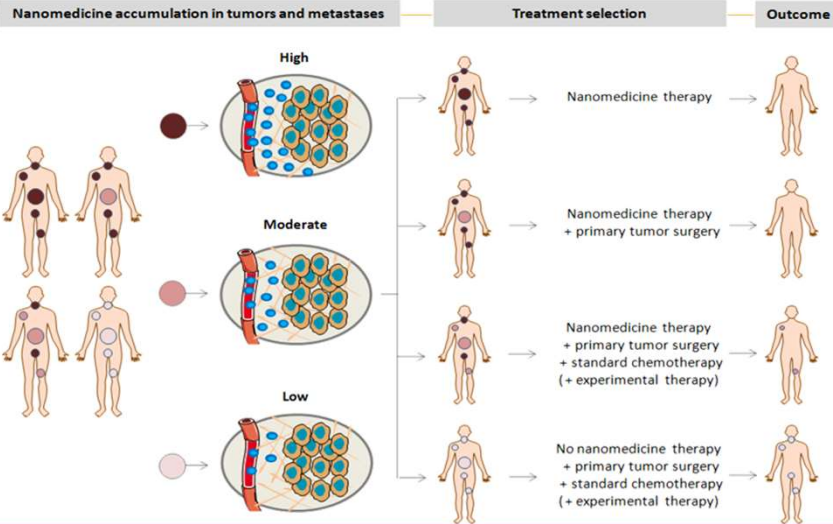 Nanomedicine accumulation in tumors and metastases
Treatment selection
Outcome
High
Moderate
Low
Nanomedicine therapy
Nanomedicine therapy
+ primary tumor surgery
Nanomedicine therapy
+ primary tumor surgery
+ standard chemotherapy
(+ experimental therapy)
No nanomedicine therapy
+ primary tumor surgery
+ standard chemotherapy
(+ experimental therapy)